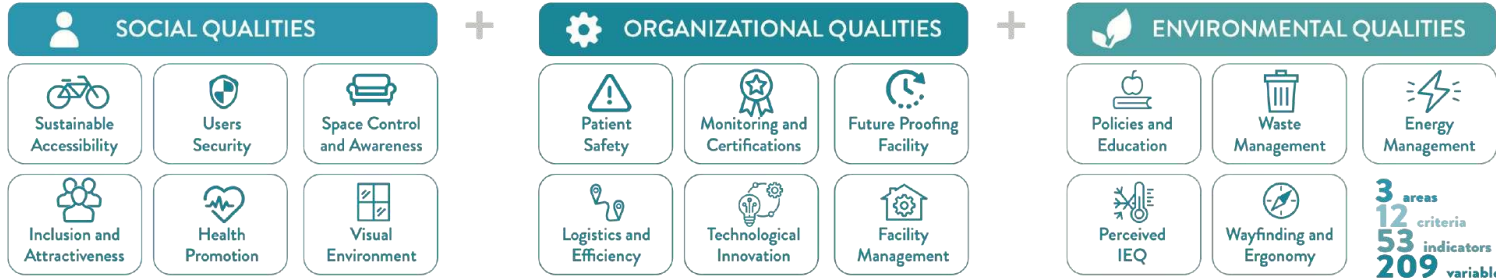 SOCIAL QUALITIES
Sustainable
Accessibility
Users
Security
Space Control
and Awareness
Inclusion and
Attractiveness
Health
Promotion
Visual
Environment
+
ORGANIZATIONAL QUALITIES
Patient
Safety
Monitoring and
Certifications
Future Proofing
Facility
Logistics and
Efficiency
Technological
Innovation
Facility
Management
+
ENVIRONMENTAL QUALITIES
Policies and
Education
Waste
Management
Energy
Management
Perceived
IEQ
Wayfinding and
Ergonomy
3 areas
12 criteria
53 indicators
209 variable